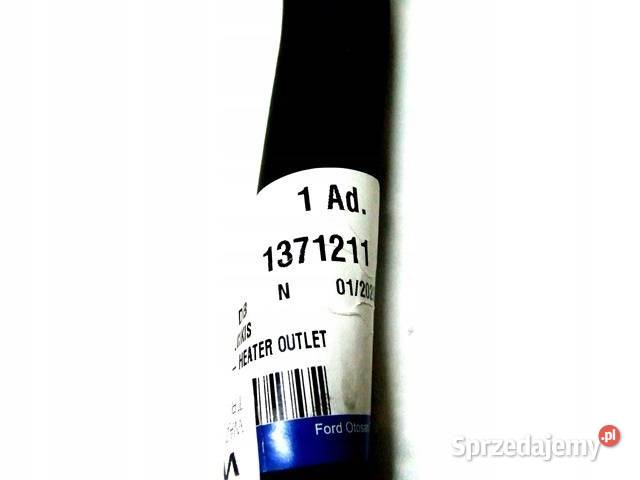 1 Ad.
1371211
N 01/202
HEATER OUTLET
Ford Otosan
Sprzedajemy.pl